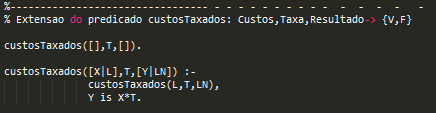 %------------------------------- - - - - - - - - - - - - - -
% Extensao do predicado custosTaxados: Custos,Taxa,Resultado-> {V,F}
custosTaxados([],T,[]).
custosTaxados([X|L],T,[Y|LN]) :-
custosTaxados(L,T,LN),
Y is X*T.